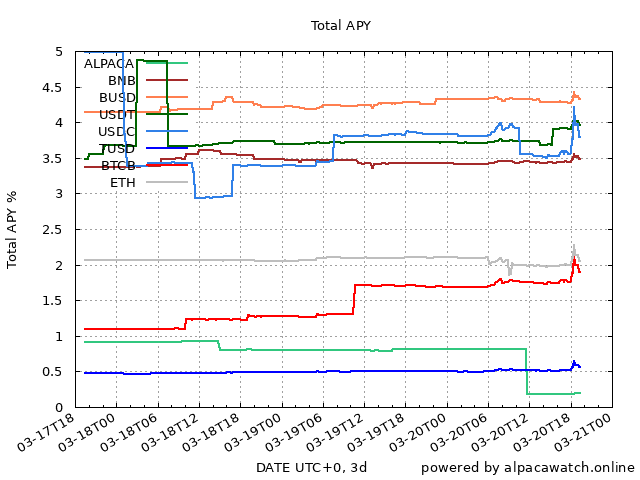 Total APY
Total APY %
5
4.5
4
3.5
3
2.5
2
1.5
1
0.5
0
ALPACA
BNB
BUSD
USDT
USDC
TUSD
BTCB
ETH
03-17T18
03-18T00
03-18T06
03-18T12
03-18T18
03-19T00
03-19T06
03-19T12
03-19T18
03-20T00
03-20T06
03-20T12
03-20T18
03-21T00
DATE UTC+0, 3d
powered by alpacawatch.online